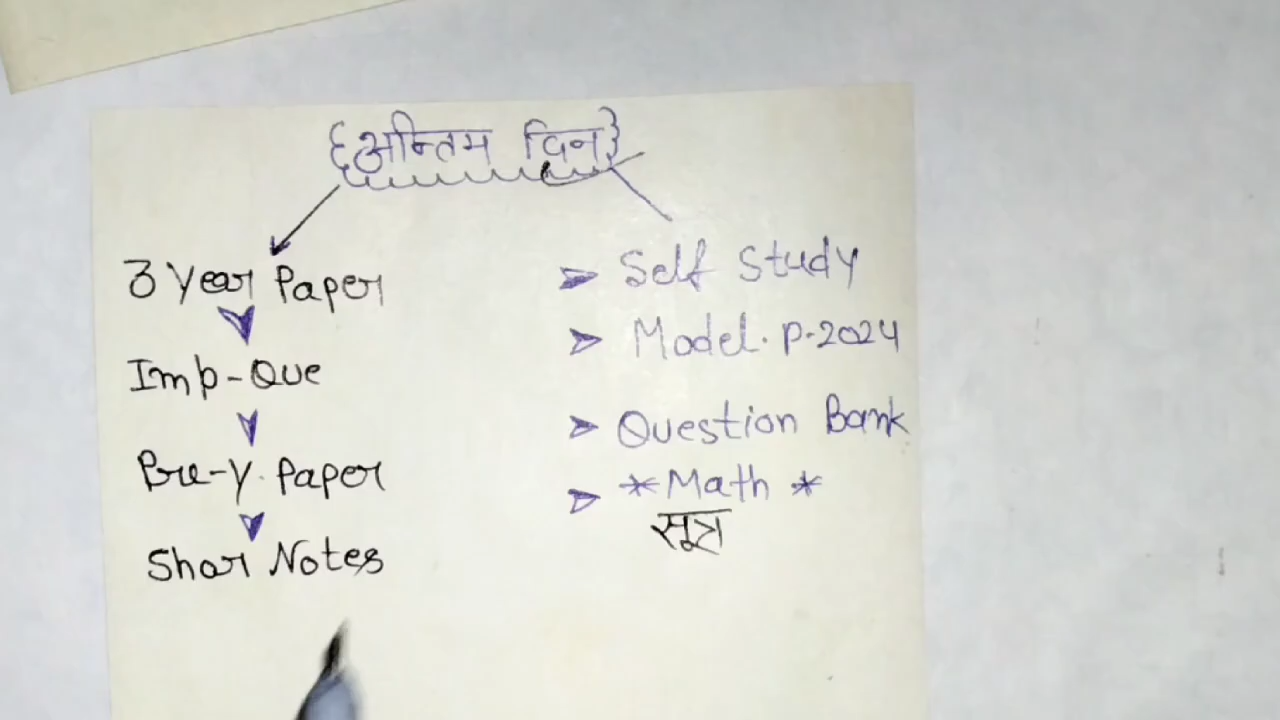 {अन्तिम दिन}
3 Year Paper
Imp-Que
Pre-Y. Paper
Shor Notes
Self Study
Model. P-2024
Question Bank
*Math *
सूत्र